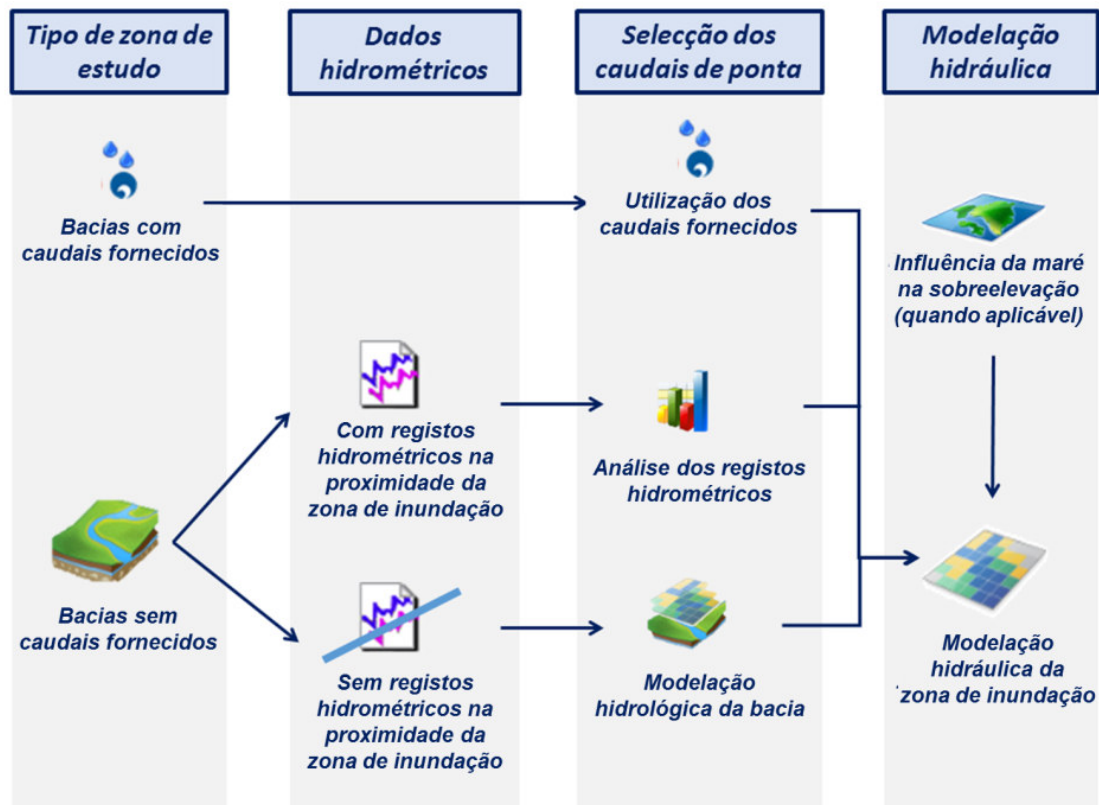 Tipo de zona de
estudo
Dados
hidrométricos
Selecção dos
caudais de ponta
Modelação
hidráulica
Bacias com
caudais fornecidos
Utilização dos
caudais fornecidos
Influência da maré
na sobreelevação
(quando aplicável)
Com registos
hidrométricos na
proximidade da
zona de inundação
Análise dos registos
hidrométricos
Bacias sem
caudais fornecidos
Sem registos
hidrométricos na
proximidade da
zona de inundação
Modelação
hidrológica da bacia
Modelação
hidráulica da
zona de inundação